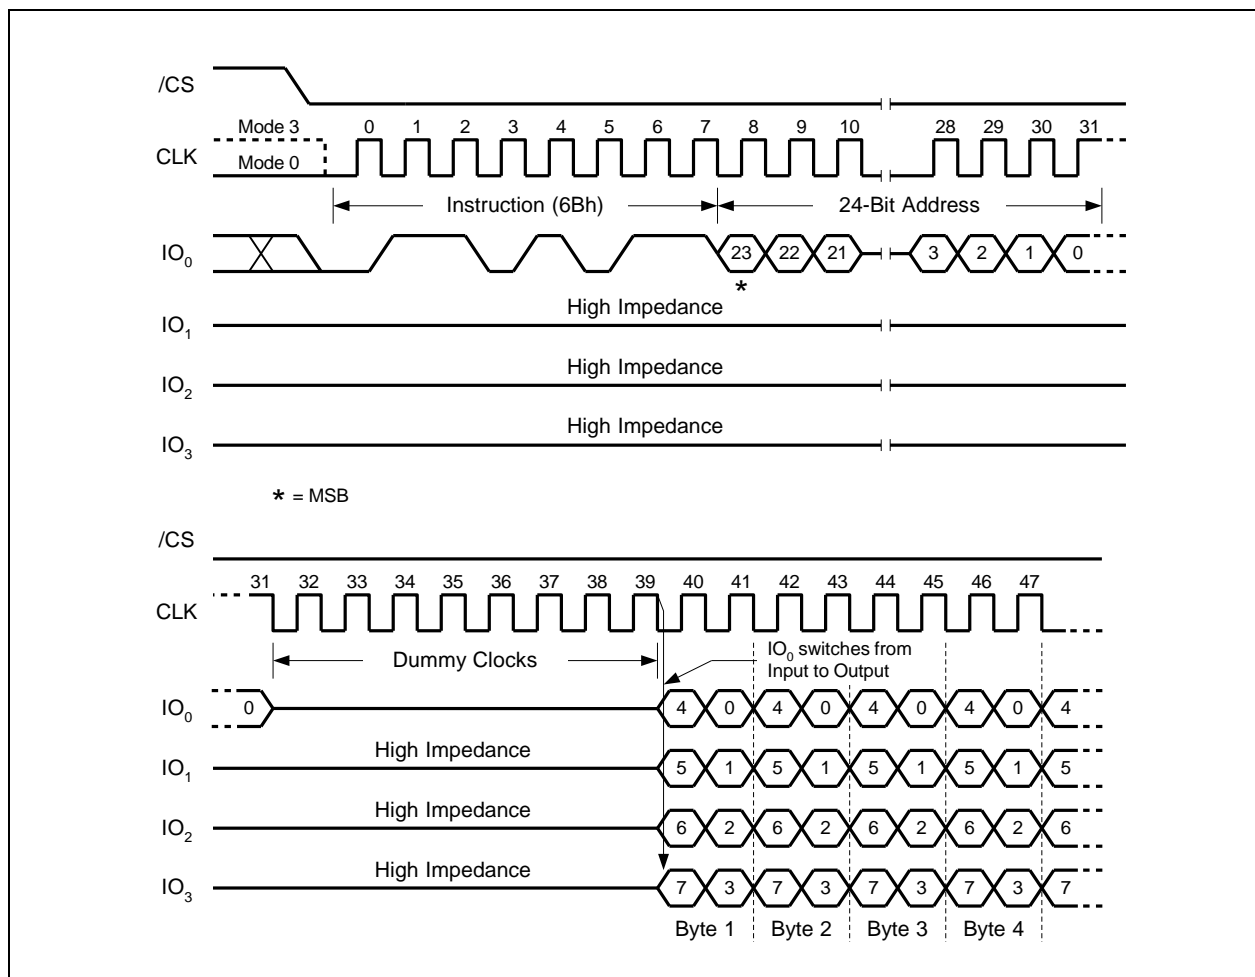 /CS
Mode 3 0 1 2 3 4 5 6 7 8 9 10 28 29 30 31
CLK Mode 0
Instruction (6Bh) 24-Bit Address
IO0 23 22 21 3 2 1 0
*
High Impedance
IO1
High Impedance
IO2
High Impedance
IO3
* = MSB
/CS
31 32 33 34 35 36 37 38 39 40 41 42 43 44 45 46 47
CLK
Dummy Clocks
IO0 switches from
Input to Output
IO0 0 4 0 4 0 4 0 4 0 4
High Impedance
IO1 5 1 5 1 5 1 5 1 5
High Impedance
IO2 6 2 6 2 6 2 6 2 6
High Impedance
IO3 7 3 7 3 7 3 7 3 7
Byte 1 Byte 2 Byte 3 Byte 4